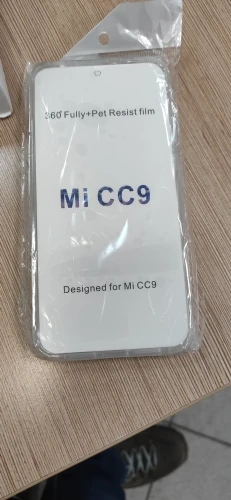 360°Fully+Pet Resist film
Mi CC9
Designed for Mi CC9